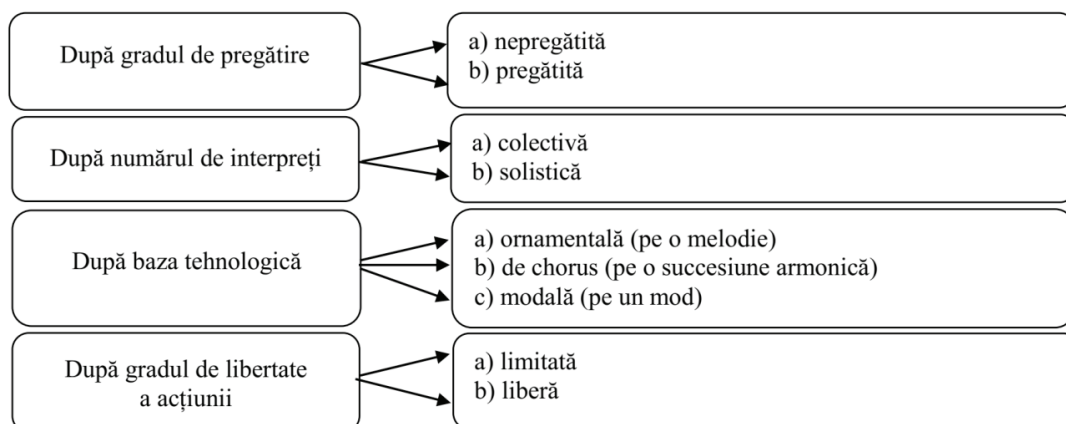 După gradul de pregătire
a) nepregătită
b) pregătită
După numărul de interpreți
a) colectivă
b) solistică
După baza tehnologică
a) ornamentală (pe o melodie)
b) de chorus (pe o succesiune armonică)
c) modală (pe un mod)
După gradul de libertate
a acțiunii
a) limitată
b) liberă